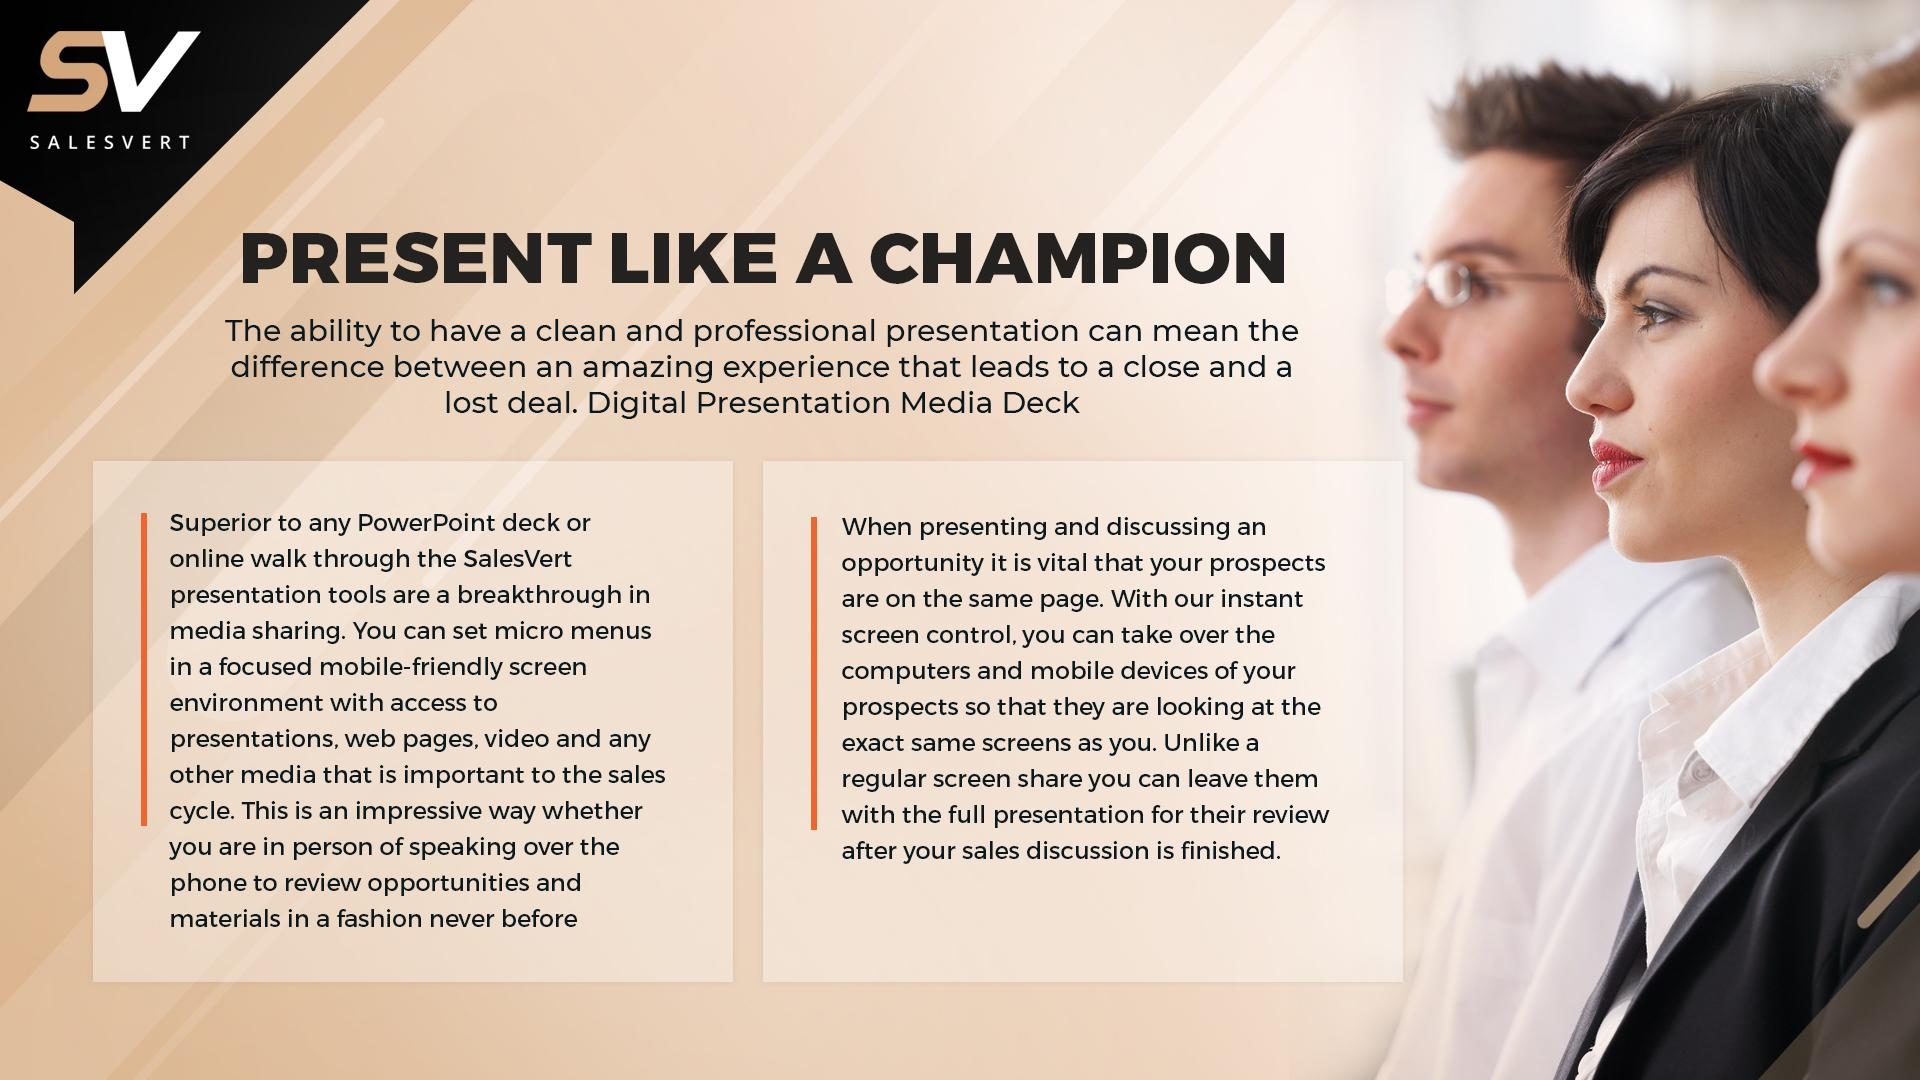 SV
SALESVERT
PRESENT LIKE A CHAMPION
The ability to have a clean and professional presentation can mean the
difference between an amazing experience that leads to a close and a
lost deal. Digital Presentation Media Deck
Superior to any PowerPoint deck or
online walk through the SalesVert
presentation tools are a breakthrough in
media sharing. You can set micro menus
in a focused mobile-friendly screen
environment with access to
presentations, web pages, video and any
other media that is important to the sales
cycle. This is an impressive way whether
you are in person of speaking over the
phone to review opportunities and
materials in a fashion never before
When presenting and discussing an
opportunity it is vital that your prospects
are on the same page. With our instant
screen control, you can take over the
computers and mobile devices of your
prospects so that they are looking at the
exact same screens as you. Unlike a
regular screen share you can leave them
with the full presentation for their review
after your sales discussion is finished.